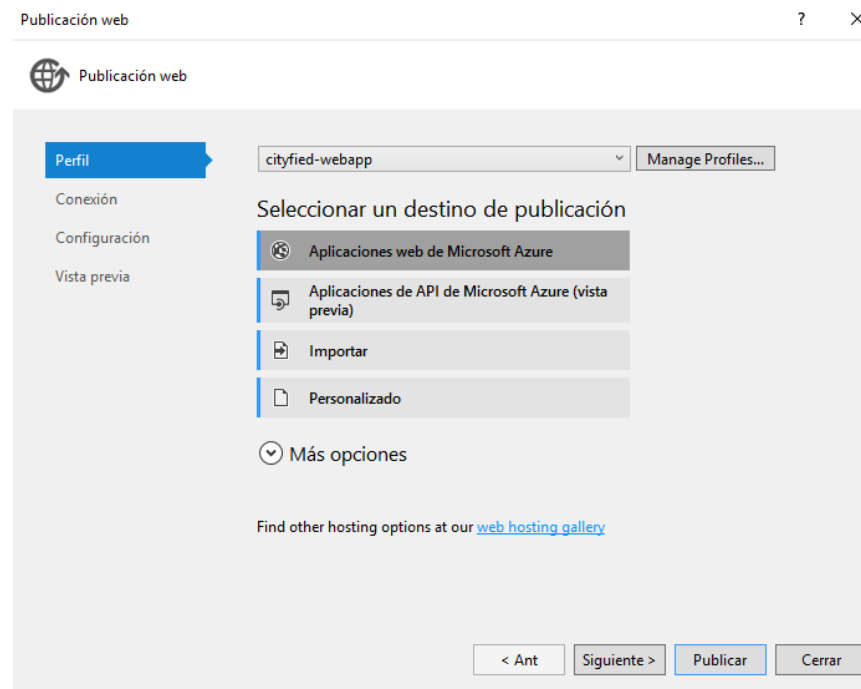 Publicación web
?
Publicación web
Perfil
cityfied-webapp
Manage Profiles...
Conexión
Configuración
Vista previa
Seleccionar un destino de publicación
Aplicaciones web de Microsoft Azure
Aplicaciones de API de Microsoft Azure (vista
previa)
Importar
Personalizado
Más opciones
Find other hosting options at our web hosting gallery
< Ant
Siguiente >
Publicar
Cerrar